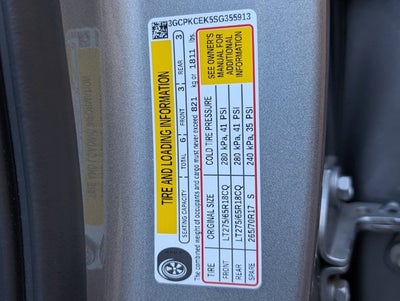 3GCPKCEK5SG355913
TIRE AND LOADING INFORMATION
SEATING CAPACITY TOTAL 6 FRONT 3 REAR 3
The combined weight of occupants and cargo must never exceed 821 kg or 1811 lbs.
TIRE ORIGINAL SIZE COLD TIRE PRESSURE
FRONT LT275/65R18CQ 280 kPa, 41 PSI
REAR LT275/65R18CQ 280 kPa, 41 PSI
SPARE 265/70R17 S 240 kPa, 35 PSI
SEE OWNER'S
MANUAL FOR
ADDITIONAL
INFORMATION